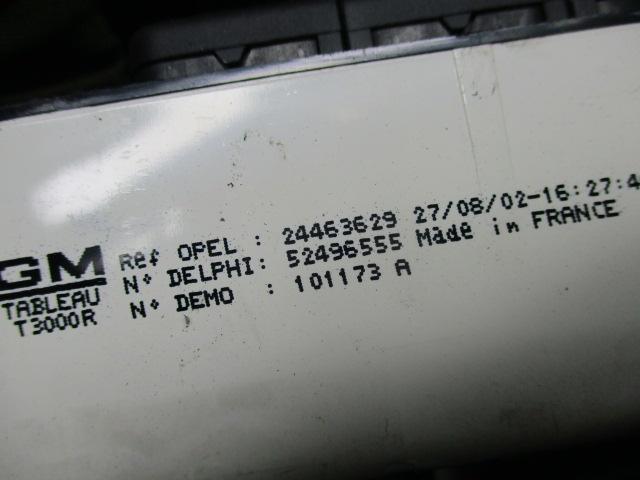 GM
TABLEAU
T3000R
Ref OPEL : 24463629 27/08/02-16:27:4
N° DELPHI: 52496555 Made in FRANCE
N° DEMO : 101173 A